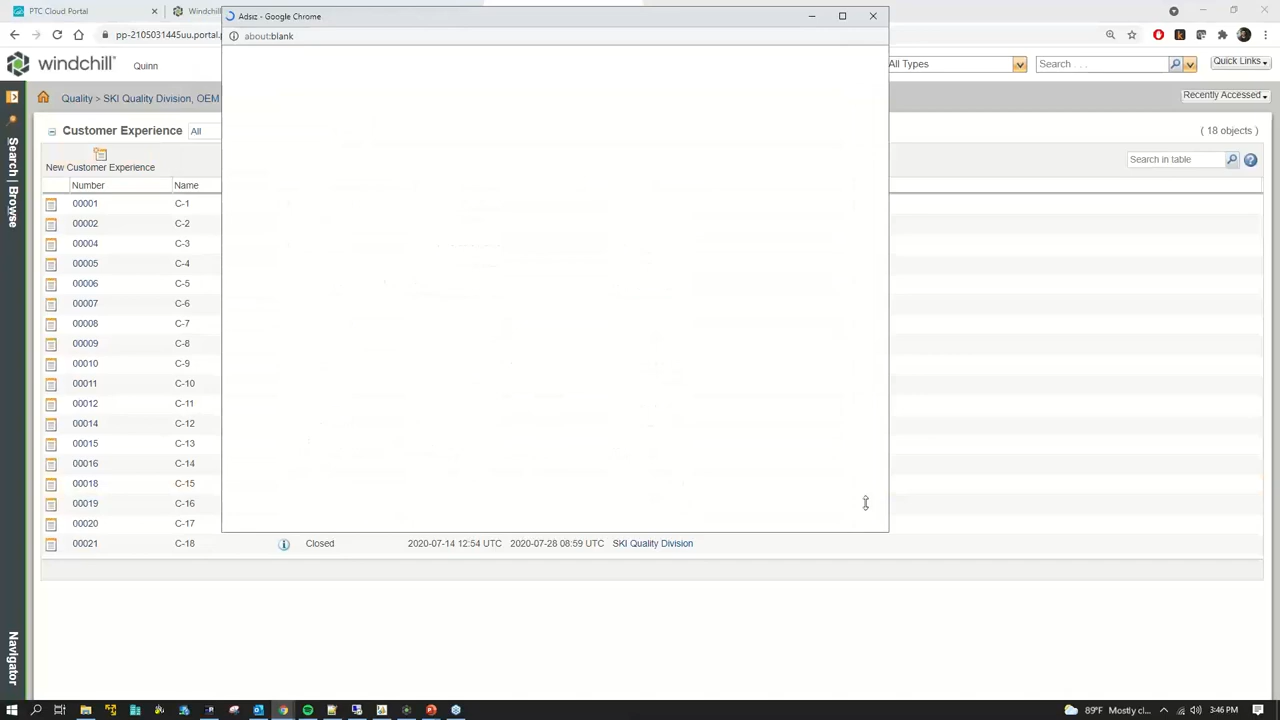 PTC Cloud Portal
Windchill
Adsız - Google Chrome
pp-2105031445uu.portal.p
about:blank
windchill
Quinn
All Types
Search . . .
Quick Links
Quality > SKI Quality Division, OEM
Recently Accessed
Customer Experience
All
( 18 objects )
New Customer Experience
Search in table
Number
Name
00001 C-1
00002 C-2
00004 C-3
00005 C-4
00006 C-5
00007 C-6
00008 C-7
00009 C-8
00010 C-9
00011 C-10
00012 C-11
00014 C-12
00015 C-13
00016 C-14
00018 C-15
00019 C-16
00020 C-17
00021 C-18 Closed 2020-07-14 12:54 UTC 2020-07-28 08:59 UTC SKI Quality Division
Search | Browse
Navigator
89°F Mostly cl...
3:46 PM